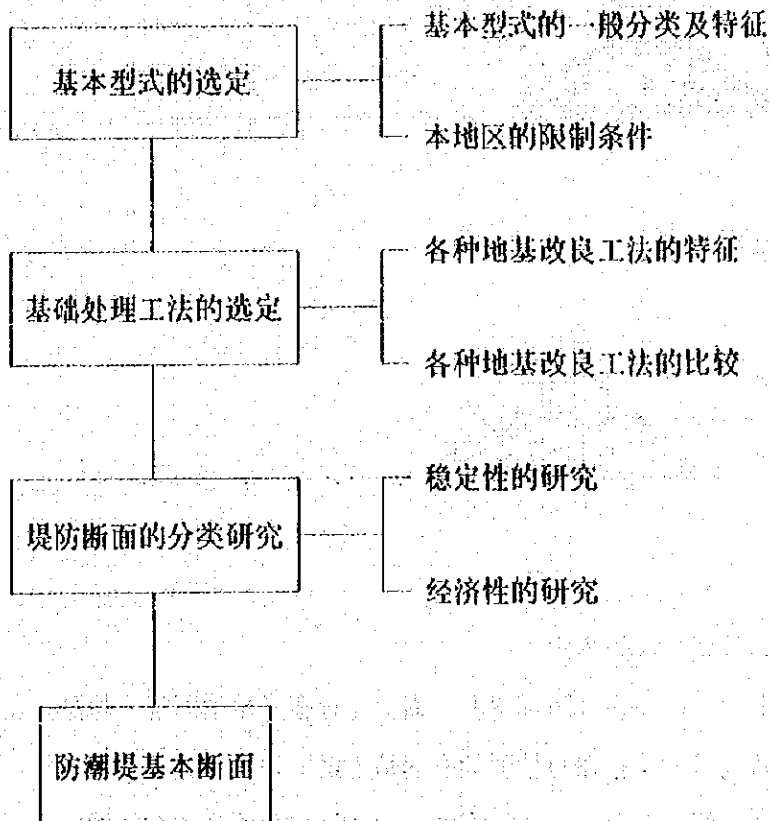 基本型式的一般分类及特征
基本型式的选定
本地区的限制条件
各种地基改良工法的特征
基础处理工法的选定
各种地基改良工法的比较
稳定性的研究
堤防断面的分类研究
经济性的研究
防潮堤基本断面